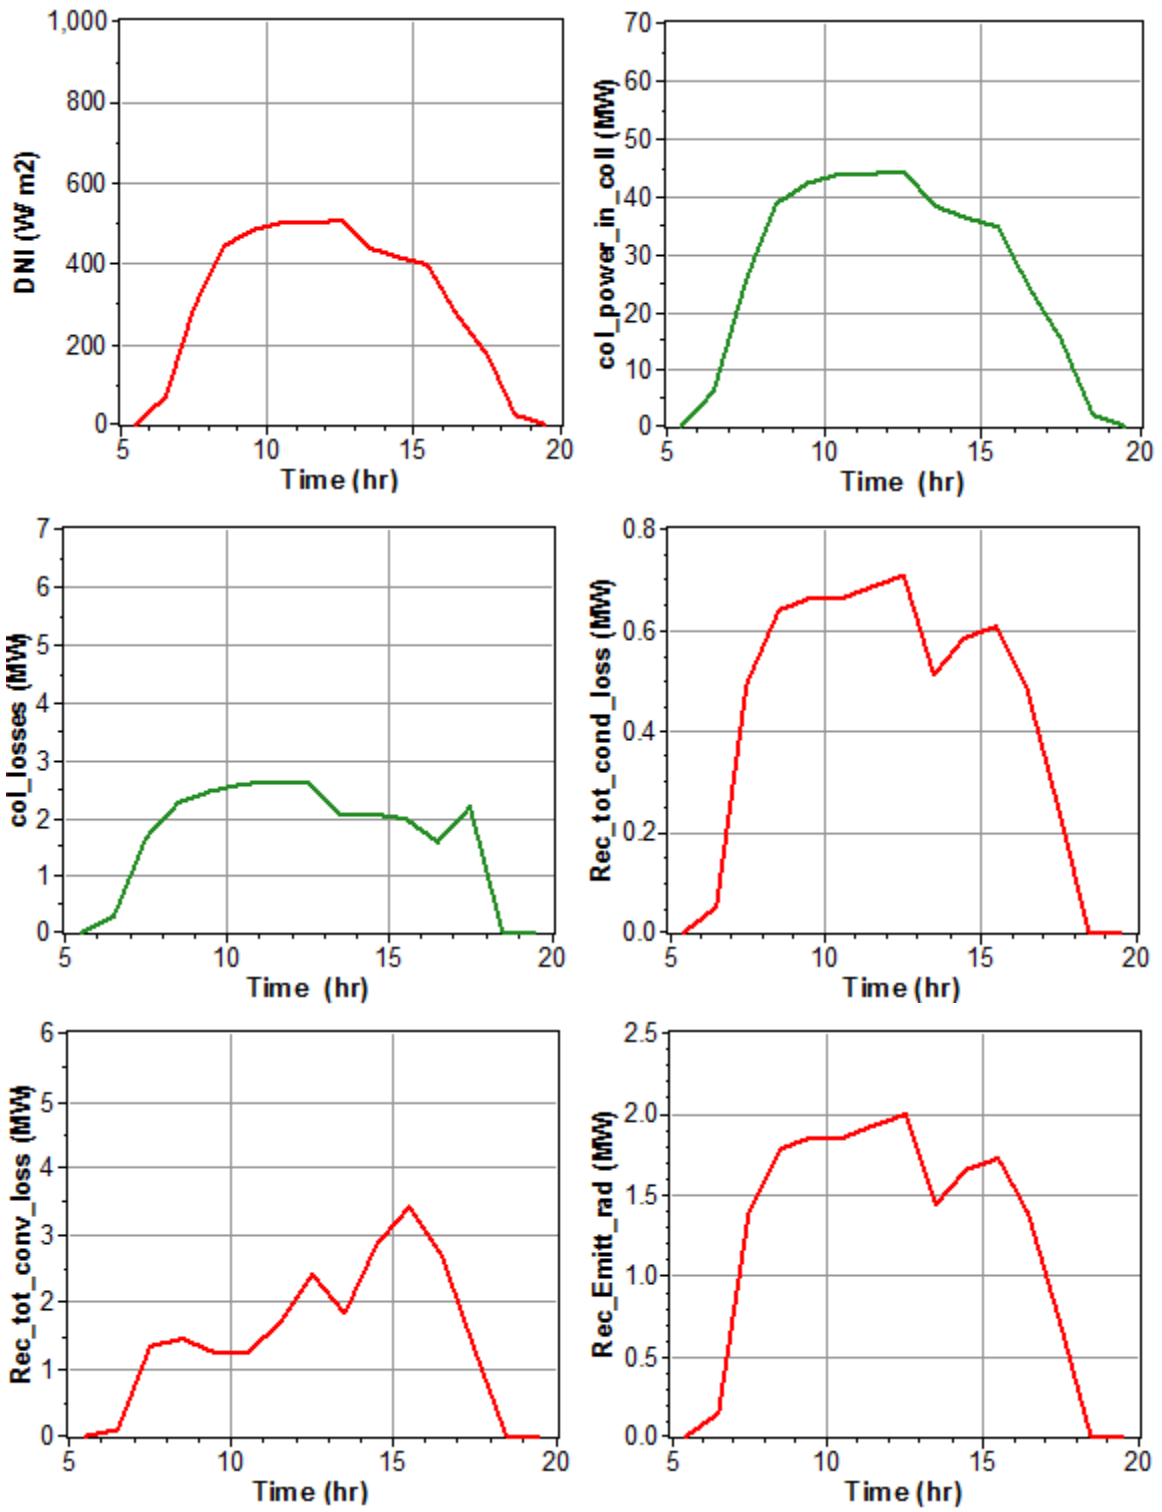 DNI (W/ m2)
1,000
800
600
400
200
0
5 10 15 20
Time (hr)
col_power_in_coll (MW)
70
60
50
40
30
20
10
0
5 10 15 20
Time (hr)
col_losses (MW)
7
6
5
4
3
2
1
0
5 10 15 20
Time (hr)
Rec_tot_cond_loss (MW)
0.8
0.6
0.4
0.2
0.0
5 10 15 20
Time (hr)
Rec_tot_conv_loss (MW)
6
5
4
3
2
1
0
5 10 15 20
Time (hr)
Rec_Emitt_rad (MW)
2.5
2.0
1.5
1.0
0.5
0.0
5 10 15 20
Time (hr)